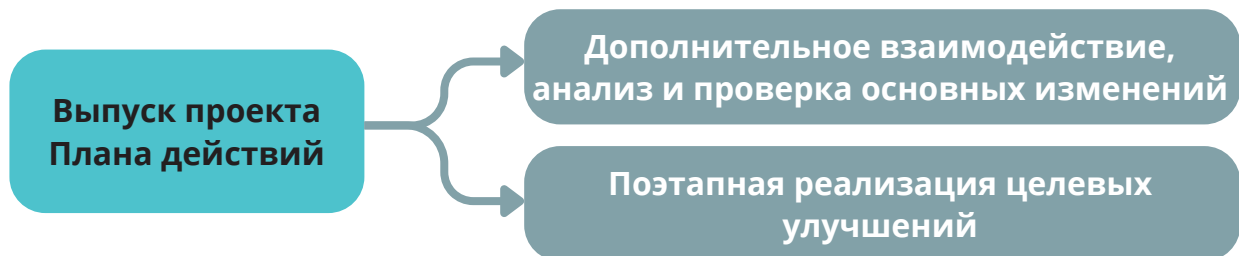 Выпуск проекта
Плана действий
Дополнительное взаимодействие,
анализ и проверка основных изменений
Поэтапная реализация целевых
улучшений